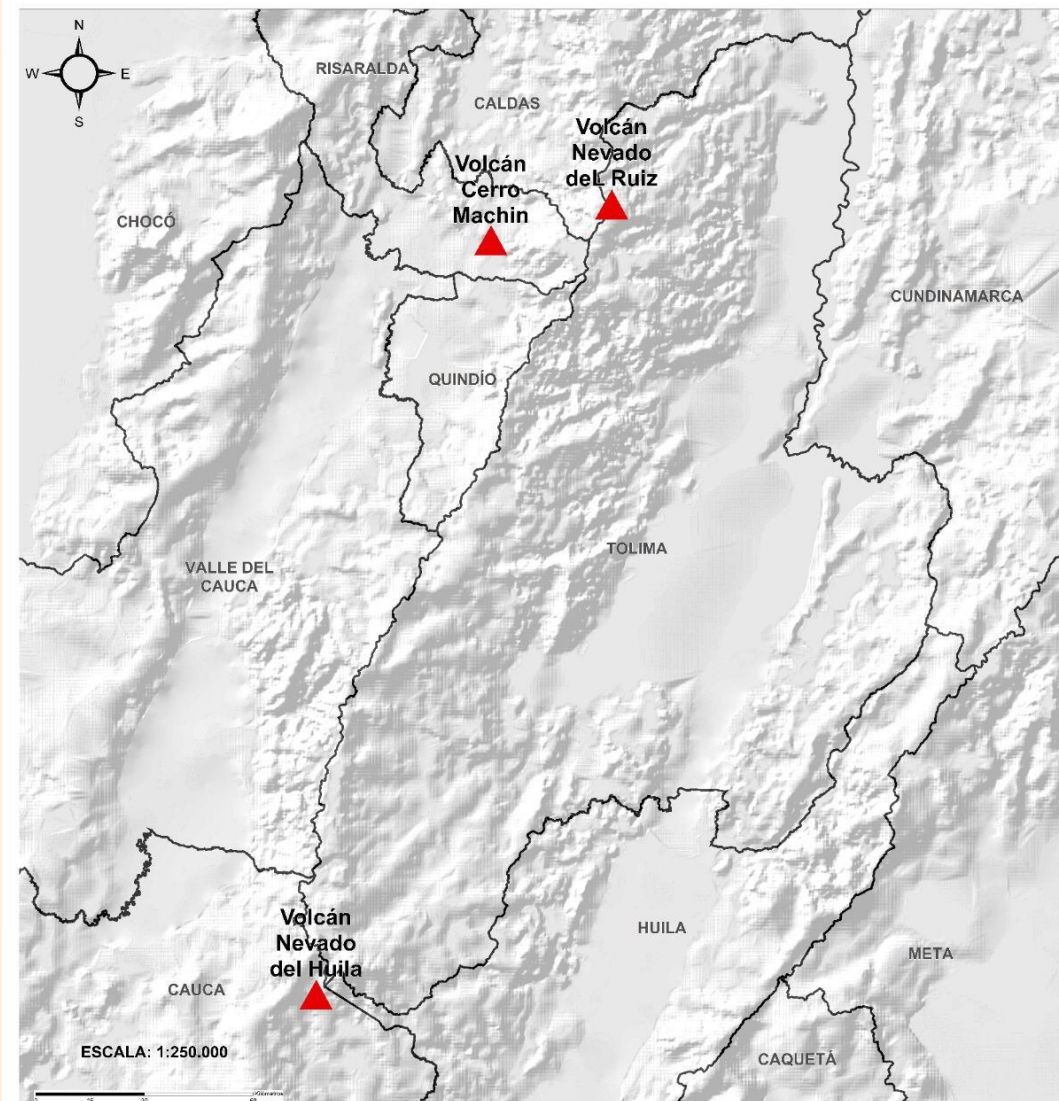 N
W E
S
RISARALDA
CALDAS
Volcán
Nevado
deL Ruiz
Volcán
Cerro
Machin
CHOCÓ
CUNDINAMARCA
QUINDÍO
TOLIMA
VALLE DEL
CAUCA
Volcán
Nevado
del Huila
HUILA
META
CAUCA
ESCALA: 1:250.000
CAQUETÁ